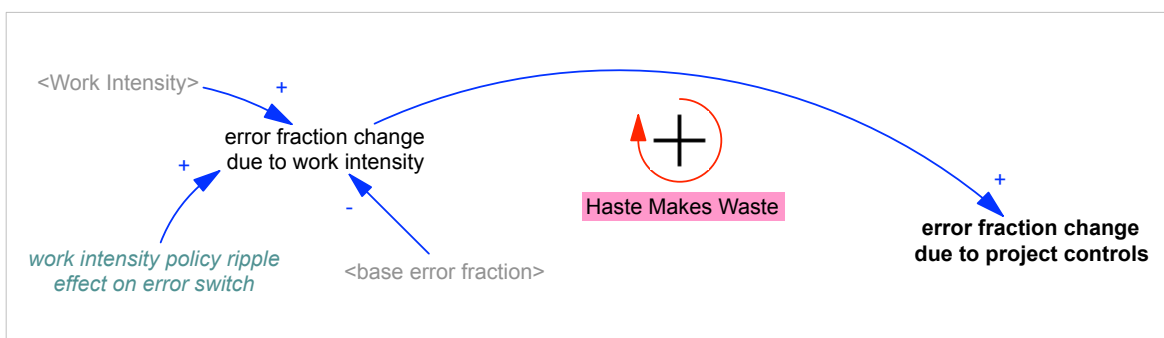 <Work Intensity>
+
error fraction change
due to work intensity
+
-
work intensity policy ripple
effect on error switch
<base error fraction>
Haste Makes Waste
+
error fraction change
due to project controls